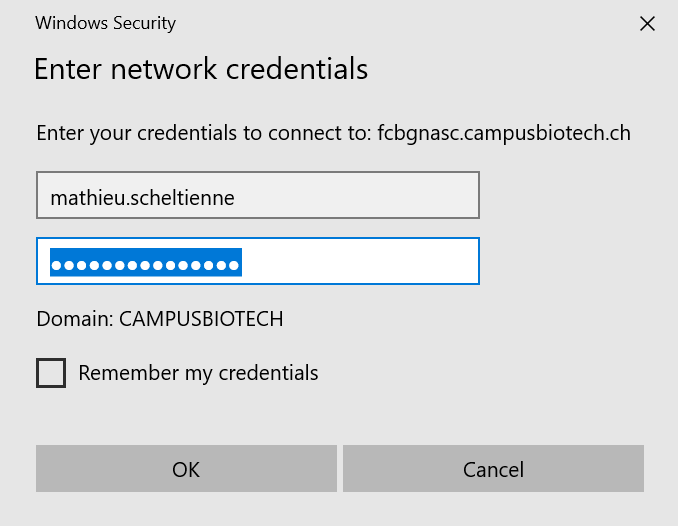 Windows Security
Enter network credentials
Enter your credentials to connect to: fcbgnasc.campusbiotech.ch
mathieu.scheltienne
●●●●●●●●●●●●●●●
Domain: CAMPUSBIOTECH
Remember my credentials
OK
Cancel